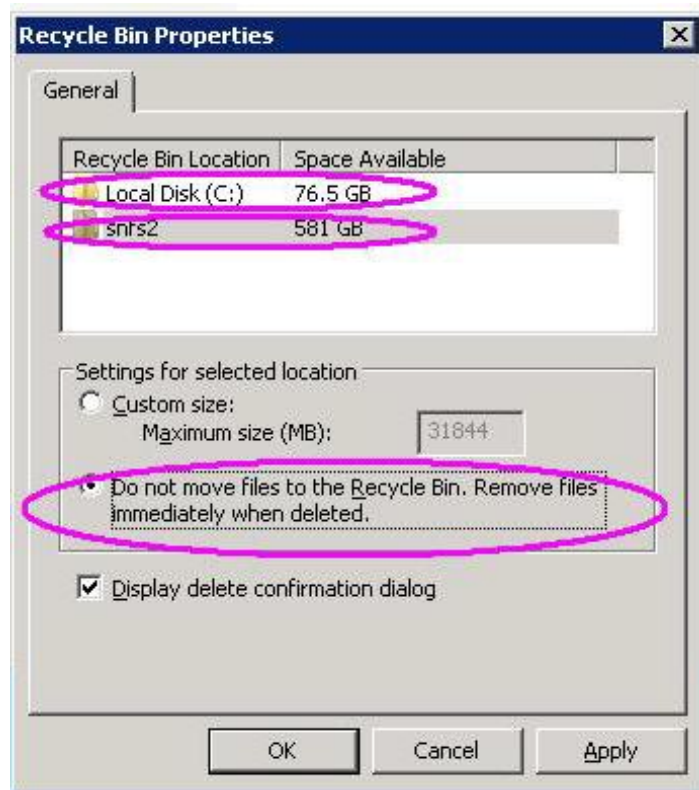 Recycle Bin Properties
General
Recycle Bin Location Space Available
Local Disk (C:) 76.5 GB
snfs2 581 GB
Settings for selected location
Custom size:
Maximum size (MB): 31844
Do not move files to the Recycle Bin. Remove files
immediately when deleted.
Display delete confirmation dialog
OK Cancel Apply